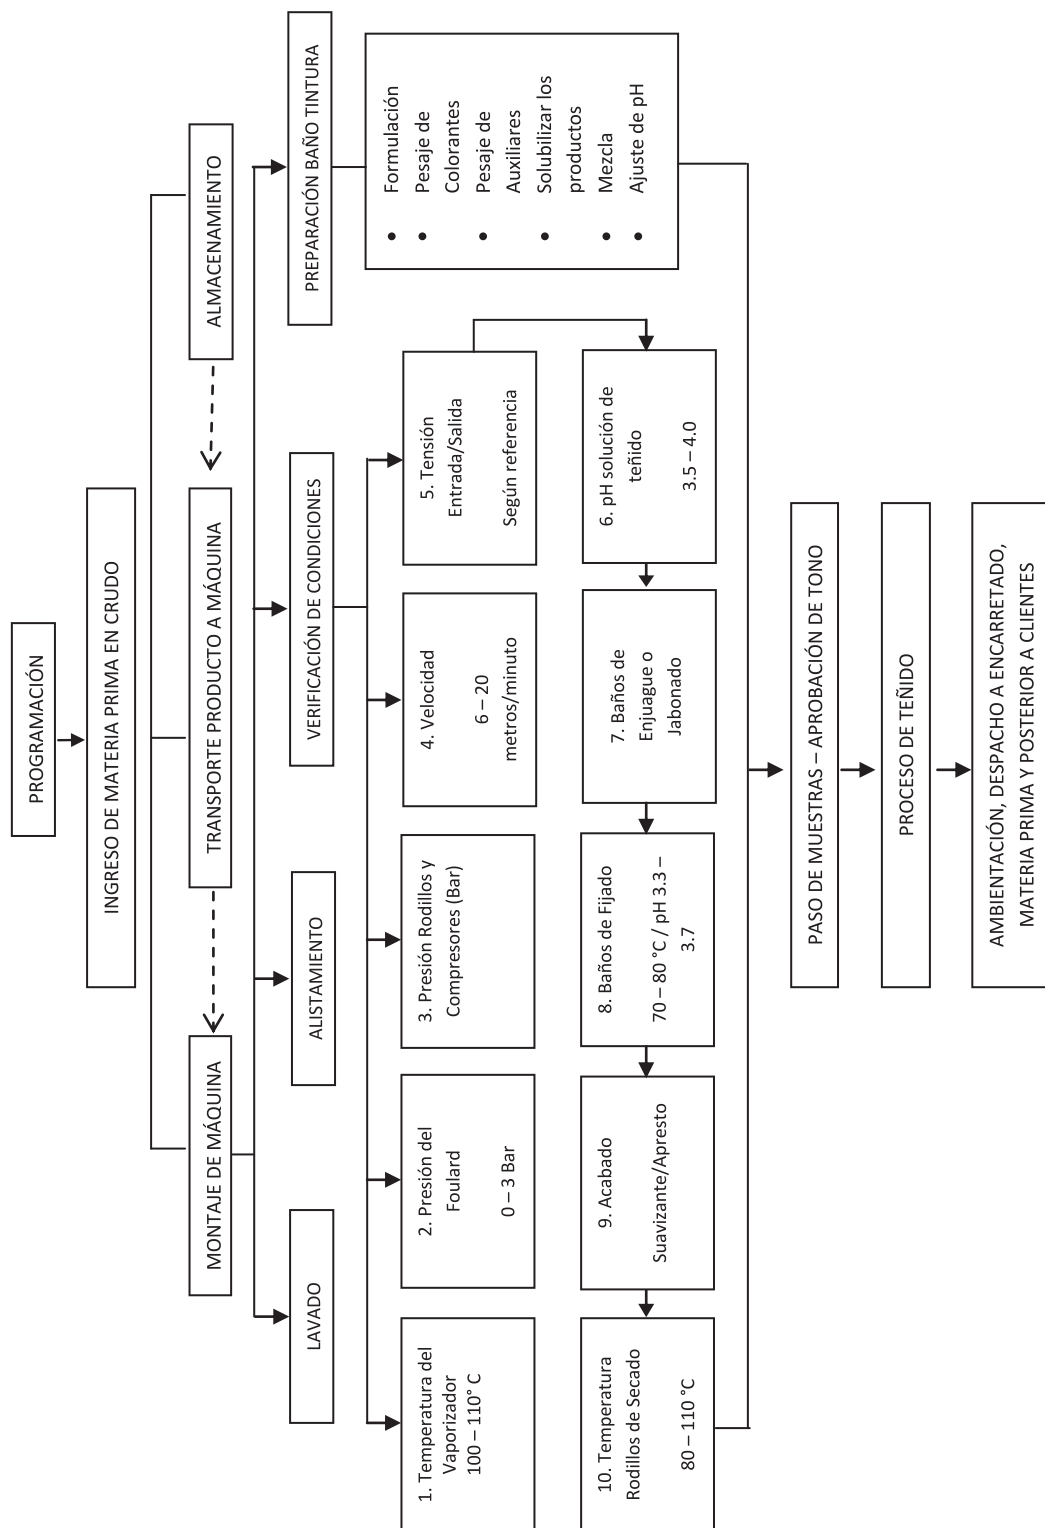 PROGRAMACIÓN
INGRESO DE MATERIA PRIMA EN CRUDO
MONTAJE DE MÁQUINA
TRANSPORTE PRODUCTO A MÁQUINA
ALMACENAMIENTO
LAVADO
ALISTAMIENTO
VERIFICACIÓN DE CONDICIONES
PREPARACIÓN BAÑO TINTURA
1. Temperatura del
Vaporizador
100 – 110° C
2. Presión del
Foulard
0 – 3 Bar
3. Presión Rodillos y
Compresores (Bar)
4. Velocidad
6 – 20
metros/minuto
5. Tensión
Entrada/Salida
Según referencia
• Formulación
• Pesaje de
Colorantes
• Pesaje de
Auxiliares
• Solubilizar los
productos
• Mezcla
• Ajuste de pH
6. pH solución de
teñido
3.5 – 4.0
7. Baños de
Enjuague o
Jabonado
8. Baños de Fijado
70 – 80 °C / pH 3.3 –
3.7
9. Acabado
Suavizante/Apresto
10. Temperatura
Rodillos de Secado
80 – 110 °C
PASO DE MUESTRAS – APROBACIÓN DE TONO
PROCESO DE TEÑIDO
AMBIENTACIÓN, DESPACHO A ENCARRETADO,
MATERIA PRIMA Y POSTERIOR A CLIENTES